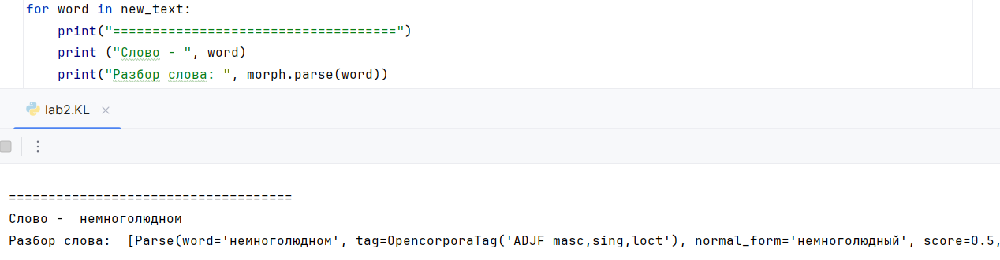 for word in new_text:
    print("====================================")
    print ("Слово - ", word)
    print("Разбор слова: ", morph.parse(word))
lab2.KL
====================================
Слово -  немноголюдном
Разбор слова:  [Parse(word='немноголюдном', tag=OpencorporaTag('ADJF masc,sing,loct'), normal_form='немноголюдный', score=0.5,